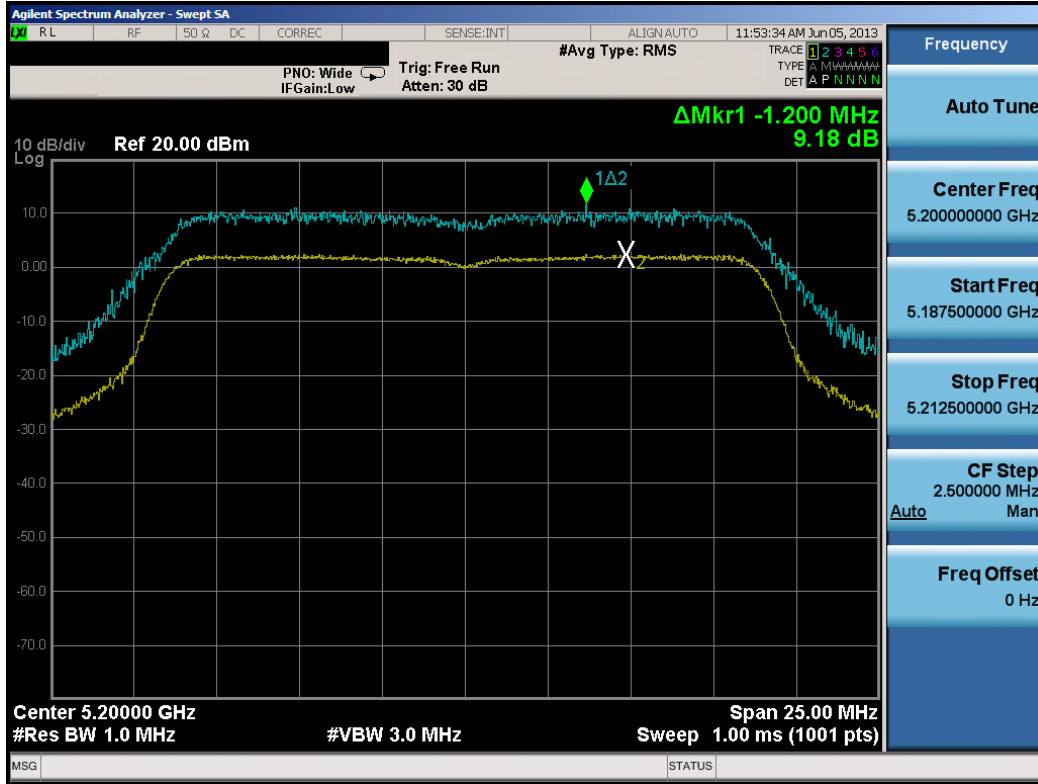 Agilent Spectrum Analyzer - Swept SA
LXI RL RF 50 Ω DC CORREC SENSE:INT ALIGN AUTO 11:53:34 AM Jun 05, 2013
#Avg Type: RMS TRACE 1 2 3 4 5 6
PNO: Wide Trig: Free Run TYPE A M W W W W
IFGain:Low Atten: 30 dB DET A P N N N N
ΔMkr1 -1.200 MHz
9.18 dB
10 dB/div Ref 20.00 dBm
Log
1Δ2
10.0
0.00
X2
-10.0
-20.0
-30.0
-40.0
-50.0
-60.0
-70.0
Center 5.20000 GHz Span 25.00 MHz
#Res BW 1.0 MHz #VBW 3.0 MHz Sweep 1.00 ms (1001 pts)
MSG STATUS
Frequency
Auto Tune
Center Freq
5.200000000 GHz
Start Freq
5.187500000 GHz
Stop Freq
5.212500000 GHz
CF Step
2.500000 MHz
Auto Man
Freq Offset
0 Hz